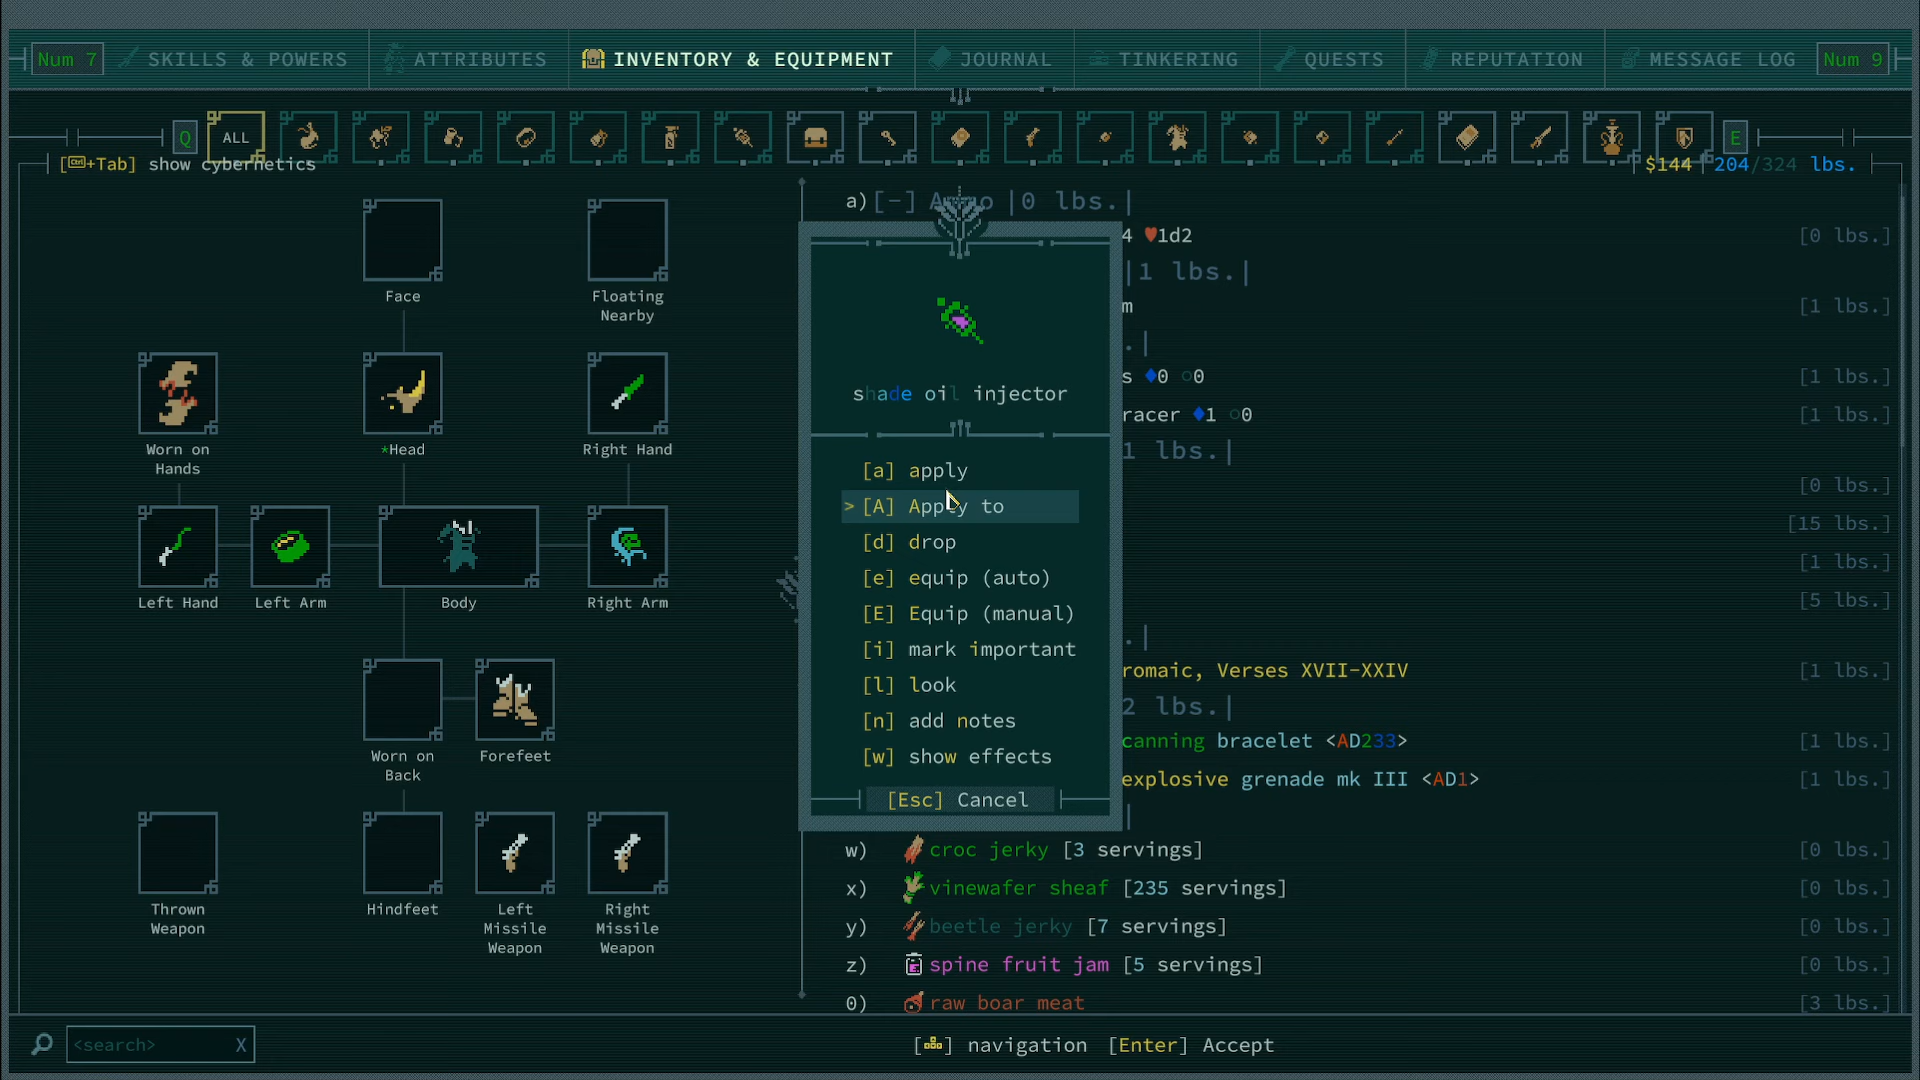 Num 7 SKILLS & POWERS ATTRIBUTES INVENTORY & EQUIPMENT JOURNAL TINKERING QUESTS REPUTATION MESSAGE LOG Num 9
Q ALL E
[Ctrl+Tab] show cybernetics
$144 | 204/324 lbs.
a) [-] Ammo |0 lbs.|
4 ♥1d2 [0 lbs.]
|1 lbs.|
m [1 lbs.]
.|
s ♦0 ○0 [1 lbs.]
racer ♦1 ○0 [1 lbs.]
1 lbs.|
[0 lbs.]
[15 lbs.]
[1 lbs.]
[5 lbs.]
.|
romaic, Verses XVII-XXIV [1 lbs.]
2 lbs.|
canning bracelet <AD233> [1 lbs.]
explosive grenade mk III <AD1> [1 lbs.]
|
w) croc jerky [3 servings] [0 lbs.]
x) vinewafer sheaf [235 servings] [0 lbs.]
y) beetle jerky [7 servings] [0 lbs.]
z) spine fruit jam [5 servings] [0 lbs.]
0) raw boar meat [3 lbs.]
Face
Floating
Nearby
Worn on
Hands
*Head
Right Hand
Left Hand
Left Arm
Body
Right Arm
Worn on
Back
Forefeet
Thrown
Weapon
Hindfeet
Left
Missile
Weapon
Right
Missile
Weapon
shade oil injector
[a] apply
> [A] Apply to
[d] drop
[e] equip (auto)
[E] Equip (manual)
[i] mark important
[l] look
[n] add notes
[w] show effects
[Esc] Cancel
<search> X
navigation [Enter] Accept